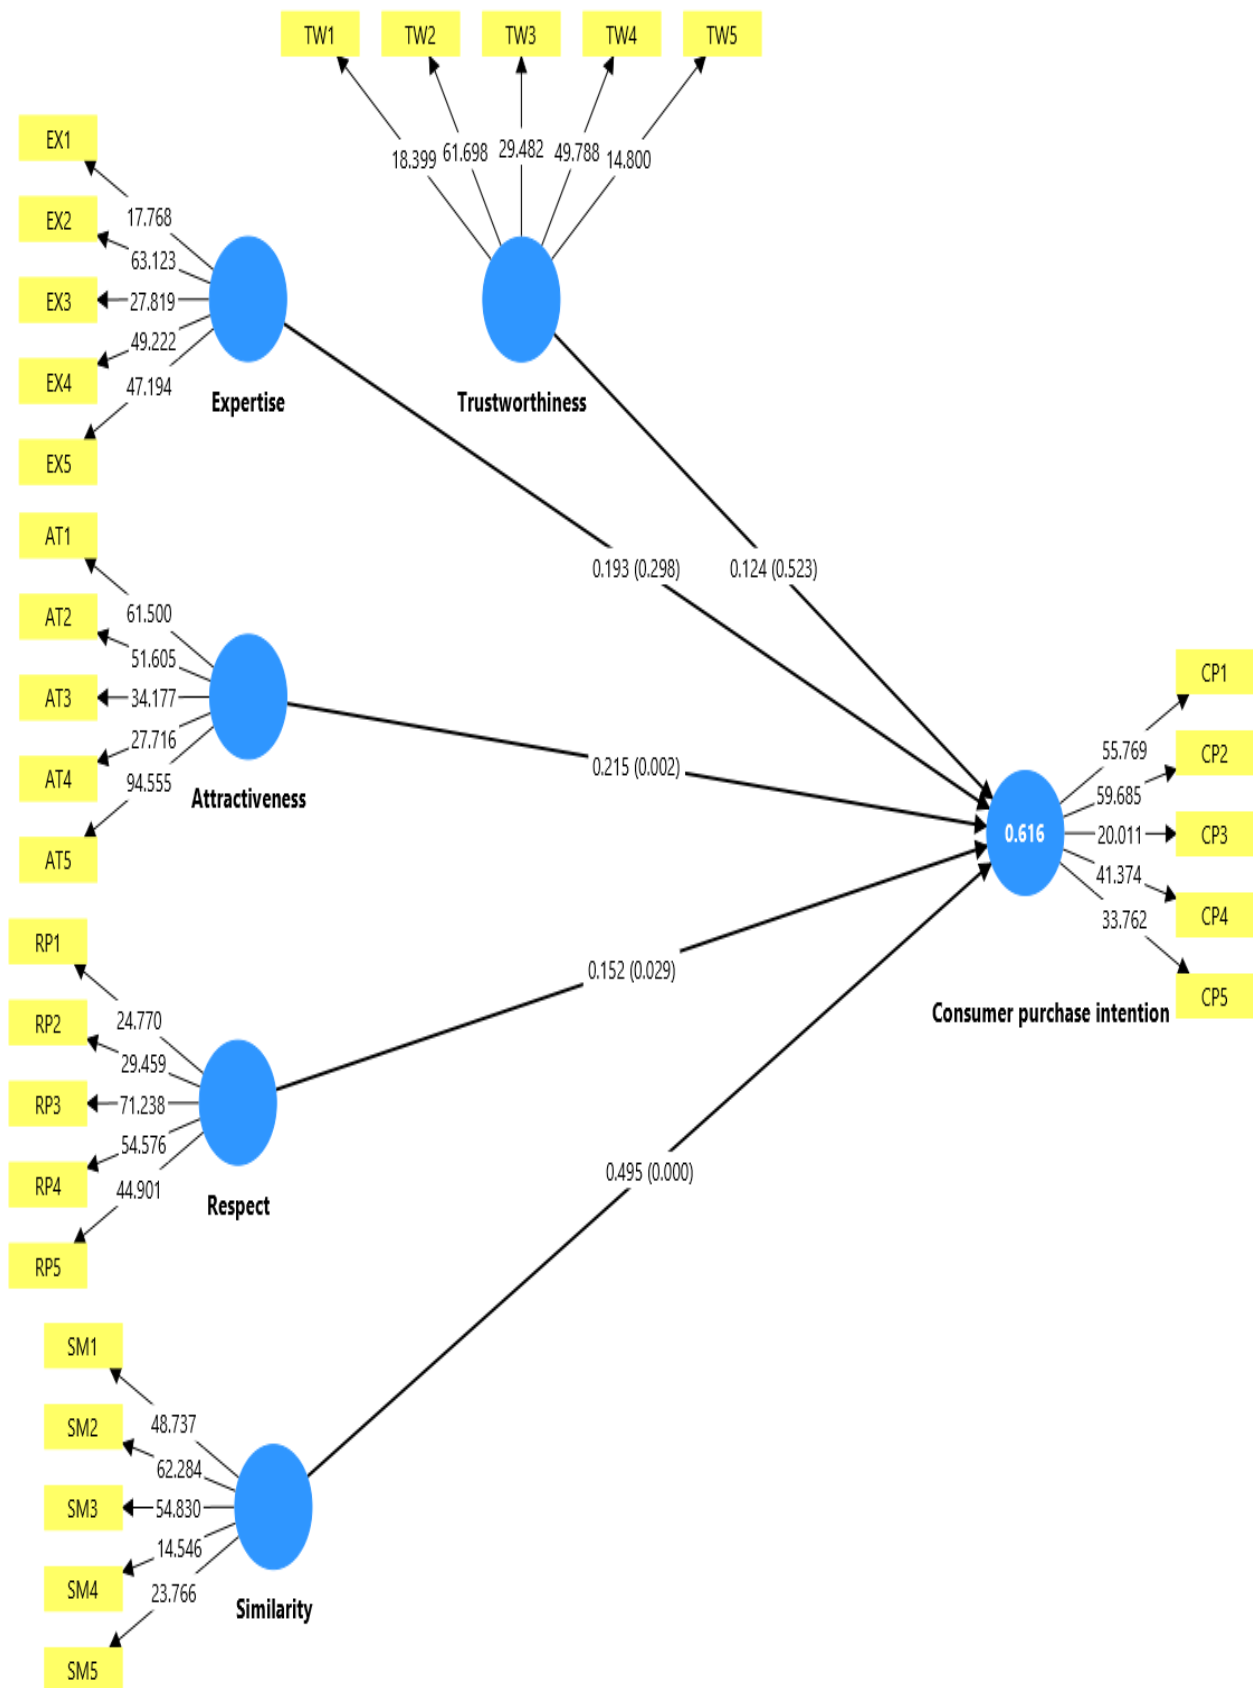 TW1 TW2 TW3 TW4 TW5
18.399 61.698 29.482 49.788 14.800
Trustworthiness
EX1
EX2
EX3
EX4
EX5
17.768
63.123
27.819
49.222
47.194
Expertise
0.193 (0.298) 0.124 (0.523)
AT1
AT2
AT3
AT4
AT5
61.500
51.605
34.177
27.716
94.555
Attractiveness
0.215 (0.002)
RP1
RP2
RP3
RP4
RP5
24.770
29.459
71.238
54.576
44.901
Respect
0.152 (0.029)
SM1
SM2
SM3
SM4
SM5
48.737
62.284
54.830
14.546
23.766
Similarity
0.495 (0.000)
0.616
Consumer purchase intention
55.769
59.685
20.011
41.374
33.762
CP1
CP2
CP3
CP4
CP5